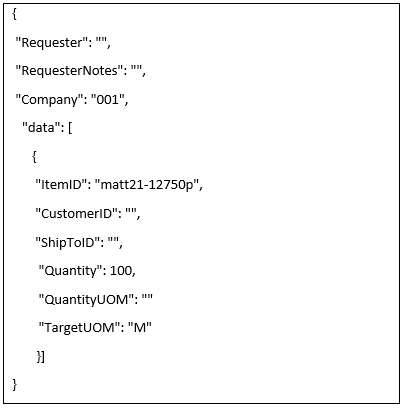 {
"Requester": "",
"RequesterNotes": "",
"Company": "001",
"data": [
{
"ItemID": "matt21-12750p",
"CustomerID": "",
"ShipToID": "",
"Quantity": 100,
"QuantityUOM": ""
"TargetUOM": "M"
}]
}